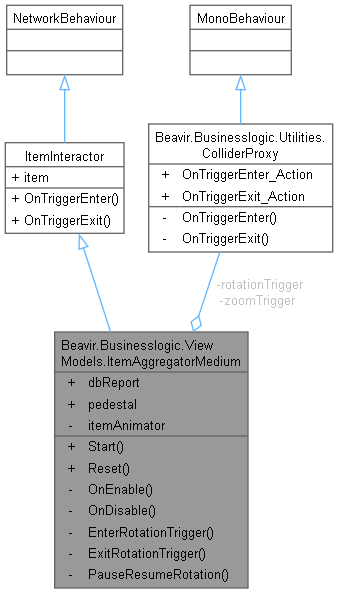 NetworkBehaviour
MonoBehaviour
ItemInteractor
+ item
+ OnTriggerEnter()
+ OnTriggerExit()
Beavir.Businesslogic.Utilities.
ColliderProxy
+ OnTriggerEnter_Action
+ OnTriggerExit_Action
- OnTriggerEnter()
- OnTriggerExit()
-rotationTrigger
-zoomTrigger
Beavir.Businesslogic.View
Models.ItemAggregatorMedium
+ dbReport
+ pedestal
- itemAnimator
+ Start()
+ Reset()
- OnEnable()
- OnDisable()
- EnterRotationTrigger()
- ExitRotationTrigger()
- PauseResumeRotation()